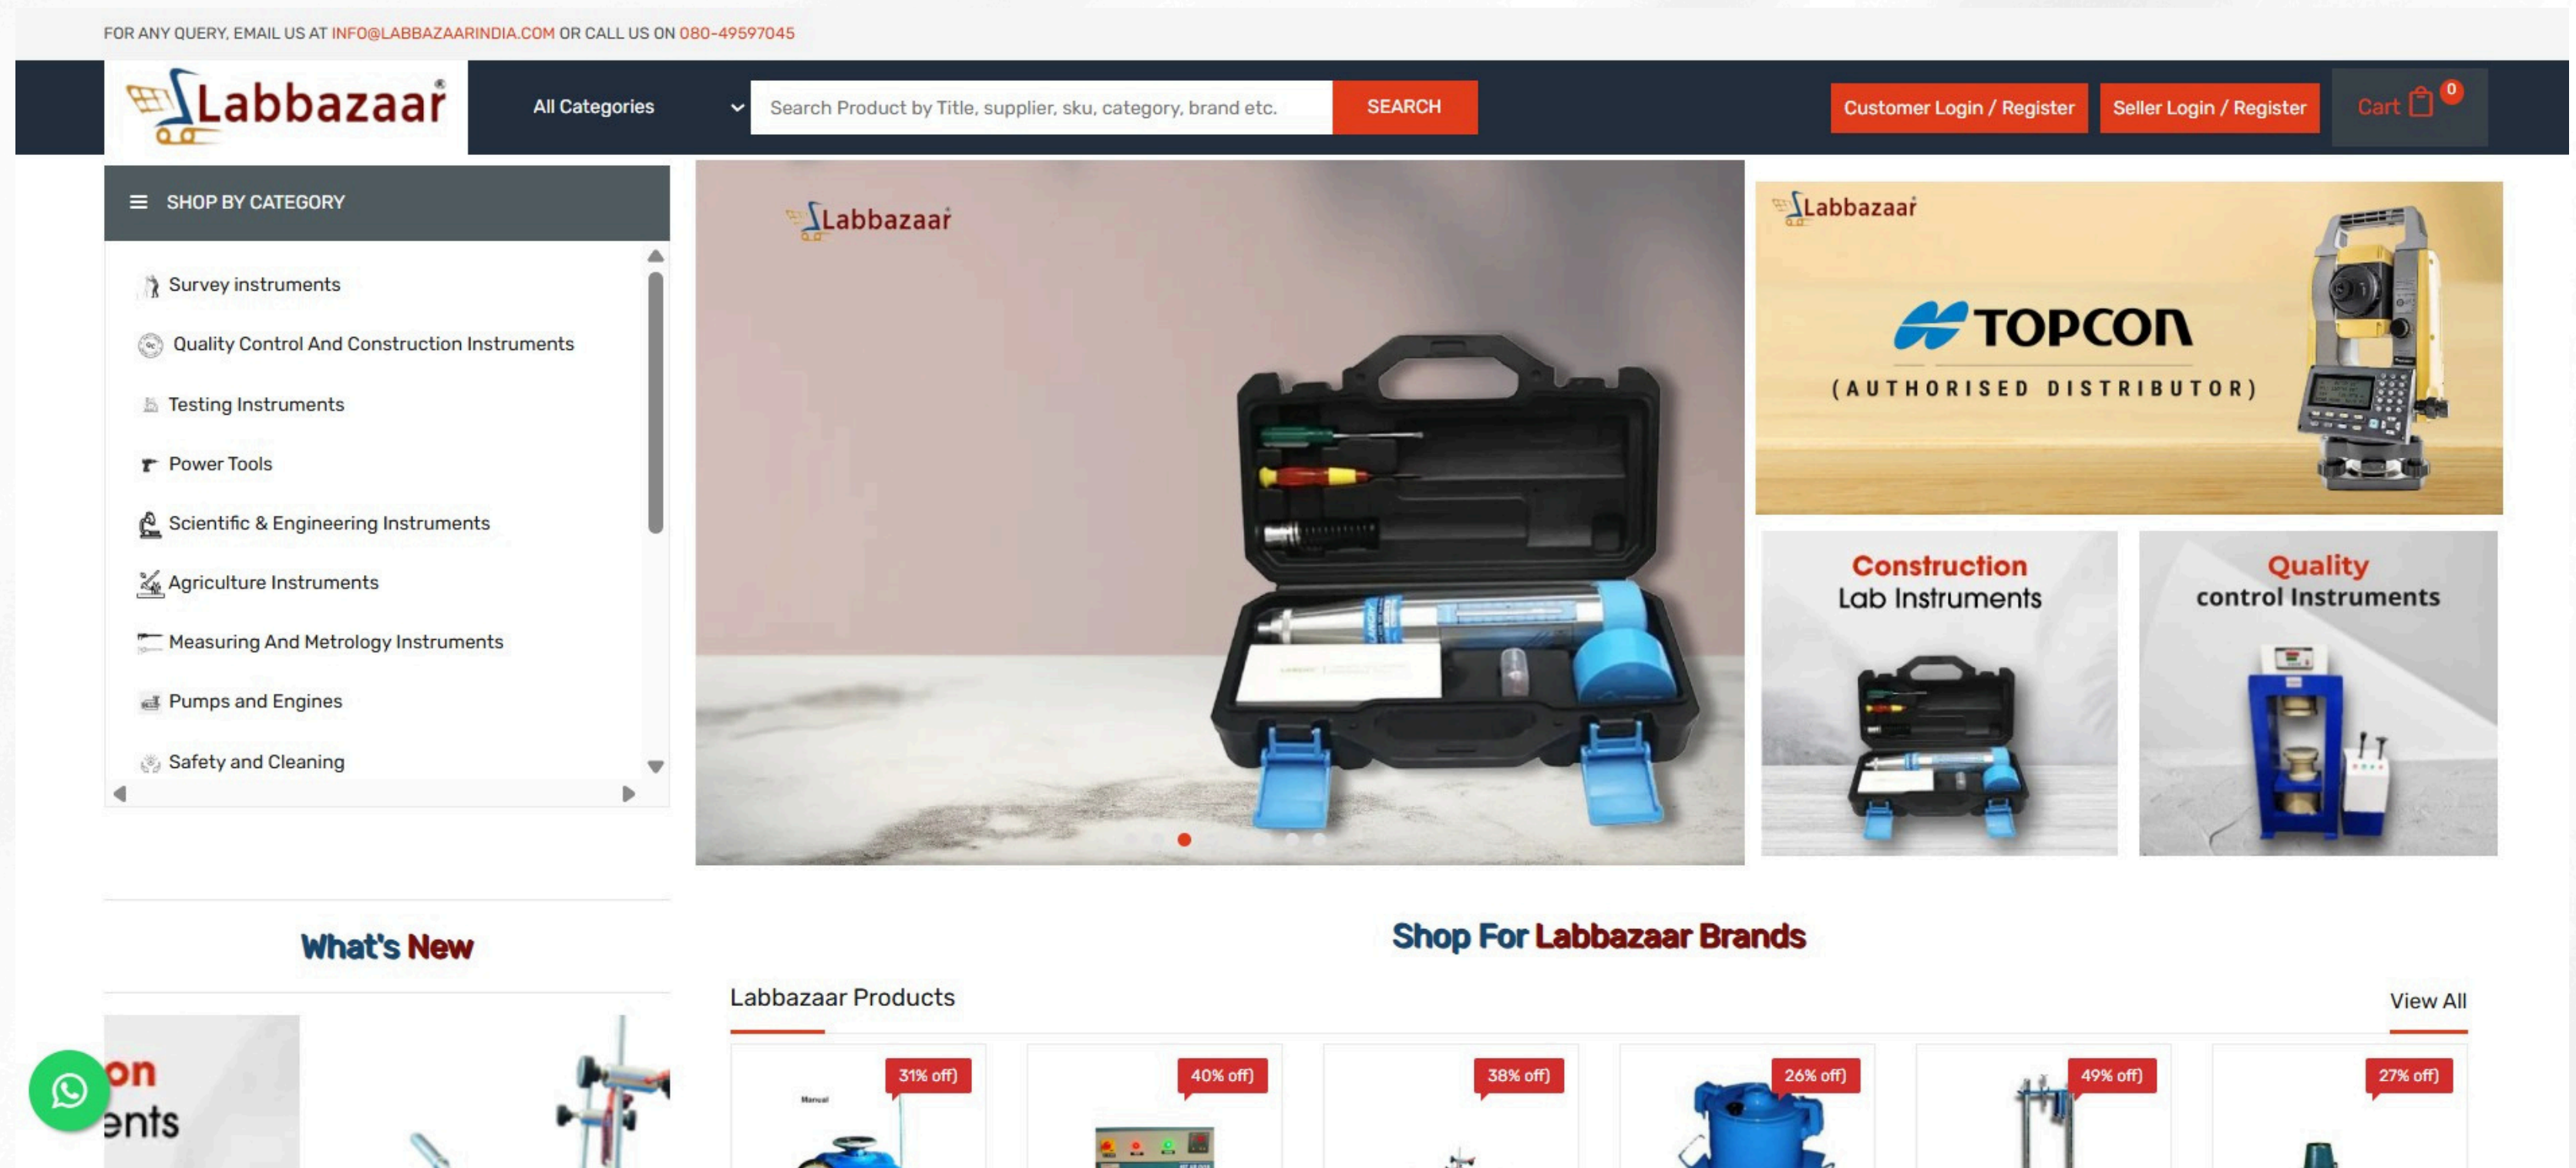 FOR ANY QUERY, EMAIL US AT INFO@LABBAZAARINDIA.COM OR CALL US ON 080-49597045
Labbazaar®
All Categories
Search Product by Title, supplier, sku, category, brand etc.
SEARCH
Customer Login / Register
Seller Login / Register
Cart
0
SHOP BY CATEGORY
Survey instruments
Quality Control And Construction Instruments
Testing Instruments
Power Tools
Scientific & Engineering Instruments
Agriculture Instruments
Measuring And Metrology Instruments
Pumps and Engines
Safety and Cleaning
Labbazaar
Labbazaar
TOPCON
(AUTHORISED DISTRIBUTOR)
Construction
Lab Instruments
Quality
control Instruments
What's New
on
ents
Shop For Labbazaar Brands
Labbazaar Products
View All
31% off)
Manual
40% off)
38% off)
26% off)
49% off)
27% off)